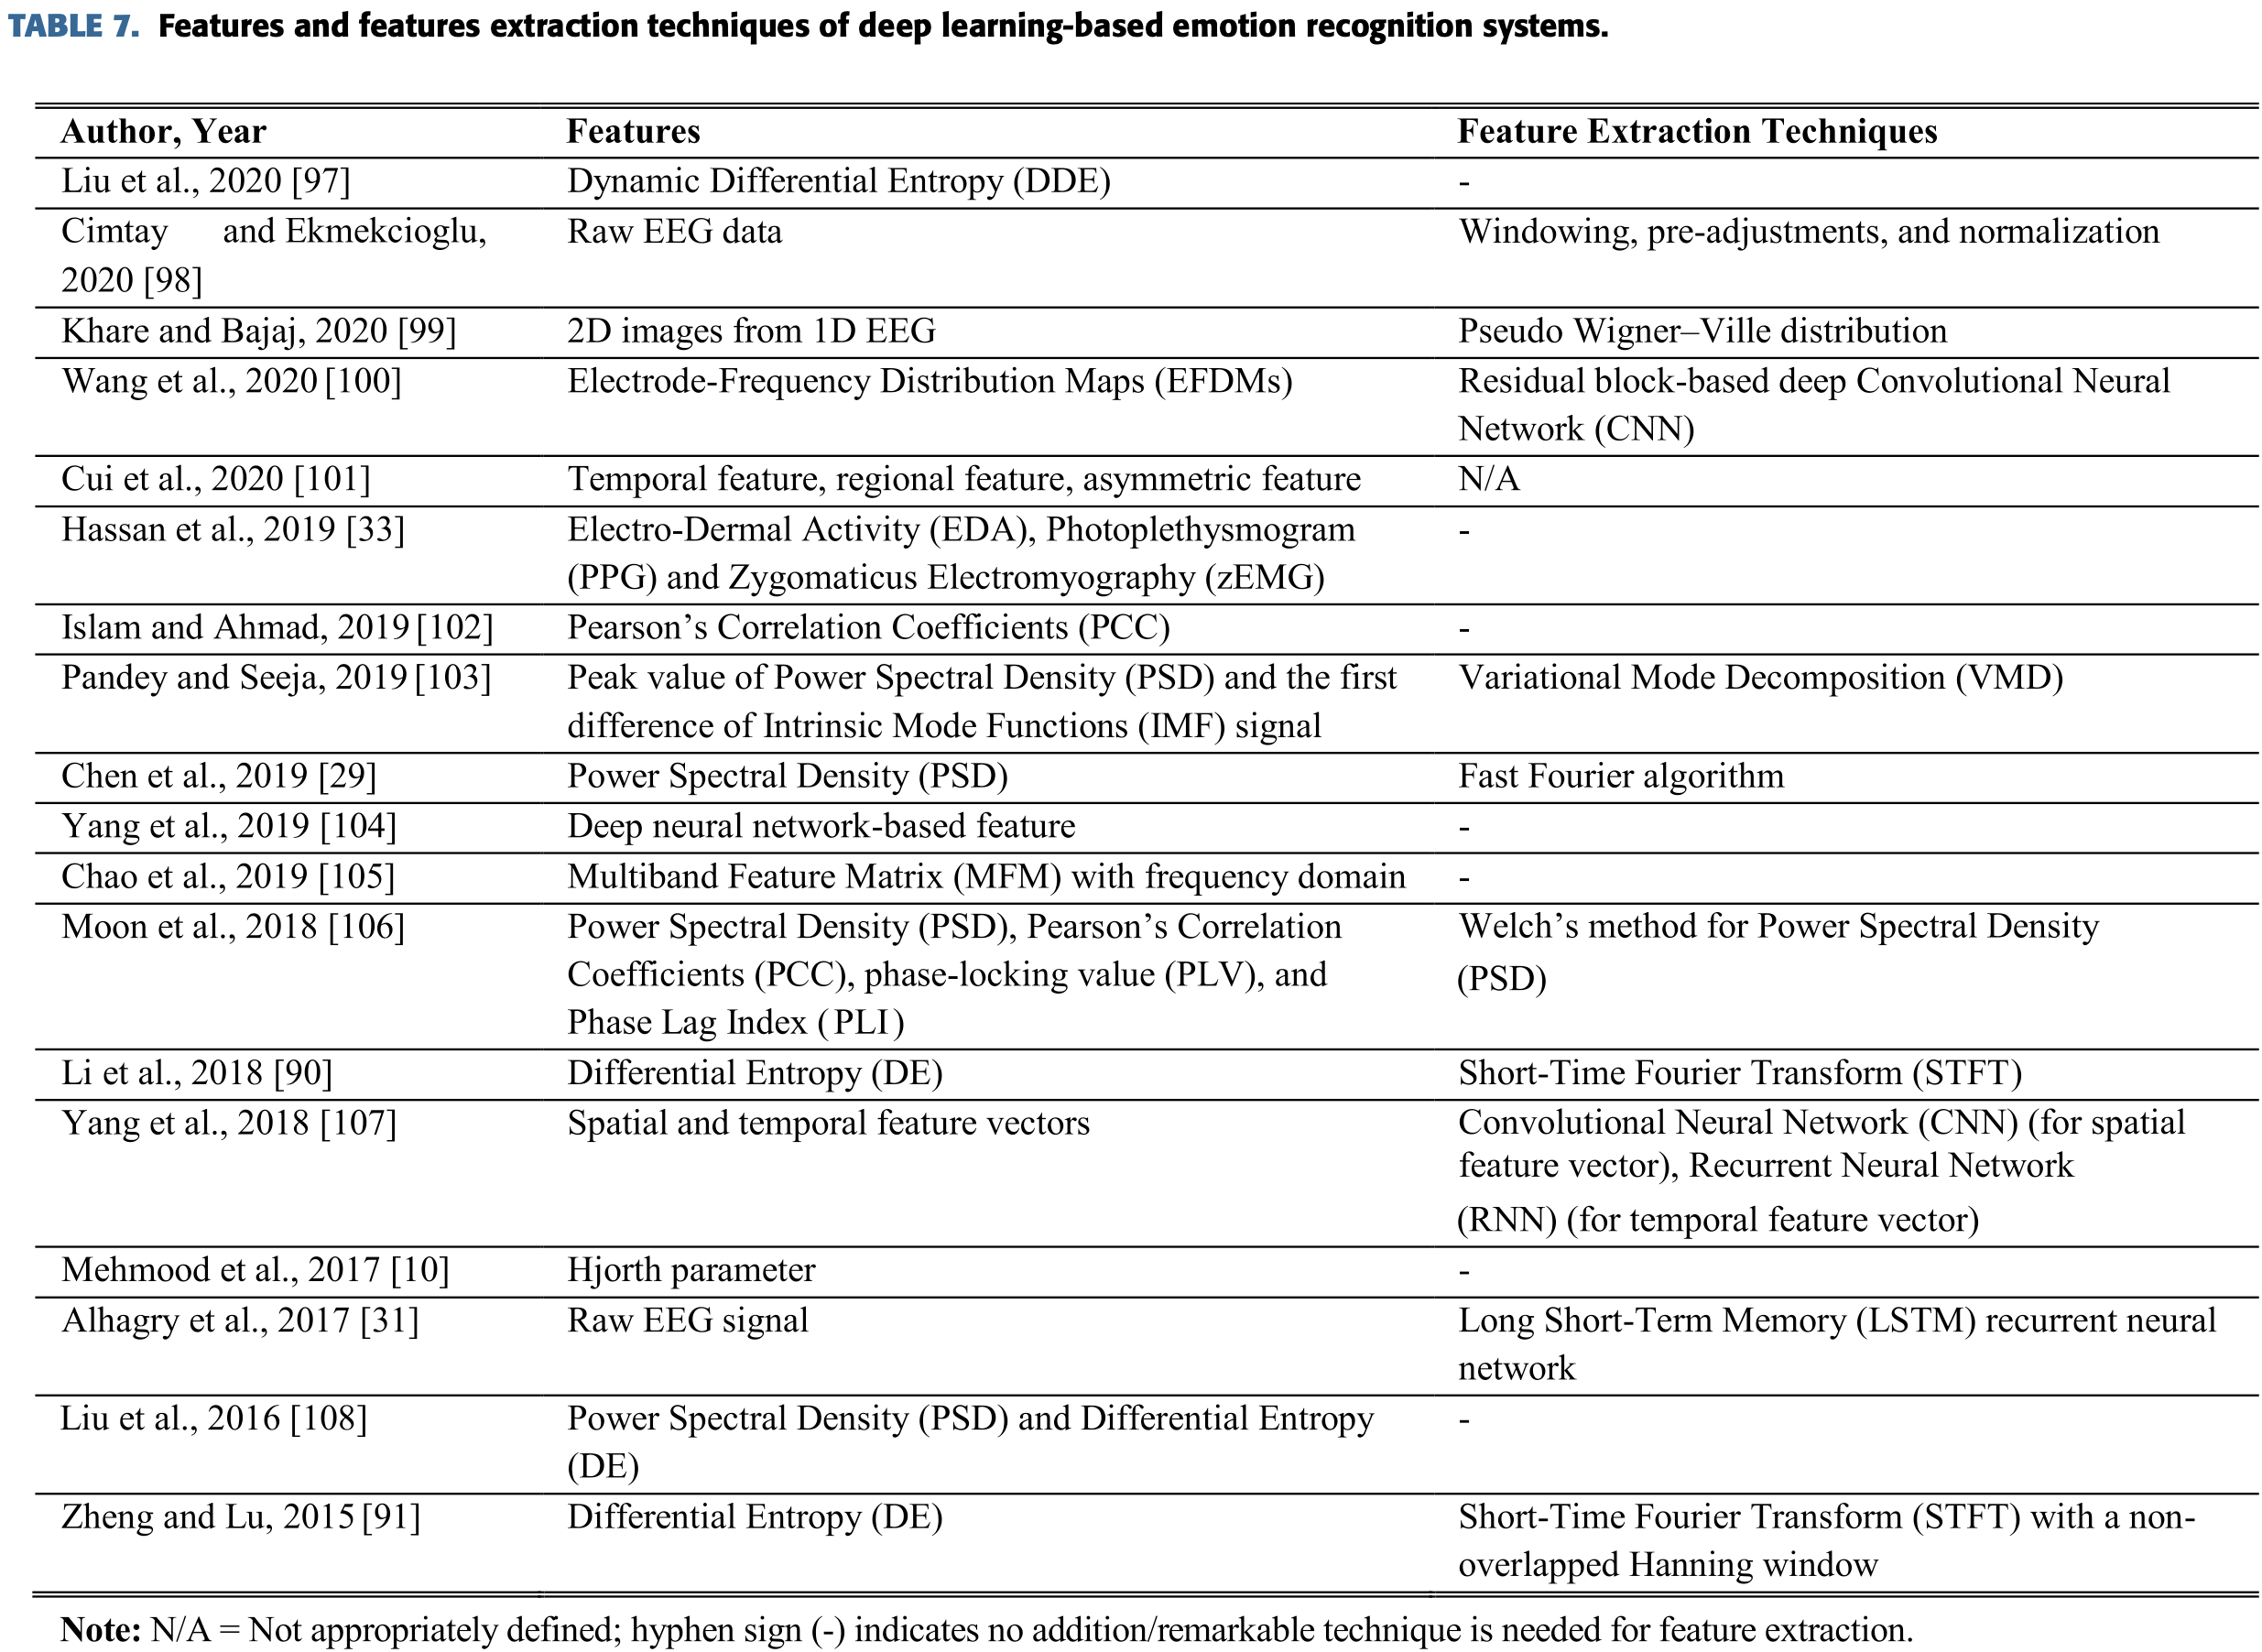 TABLE 7. Features and features extraction techniques of deep learning-based emotion recognition systems.
Author, Year Features Feature Extraction Techniques
Liu et al., 2020 [97] Dynamic Differential Entropy (DDE) -
Cimtay and Ekmekcioglu, Raw EEG data Windowing, pre-adjustments, and normalization
2020 [98]
Khare and Bajaj, 2020 [99] 2D images from 1D EEG Pseudo Wigner–Ville distribution
Wang et al., 2020 [100] Electrode-Frequency Distribution Maps (EFDMs) Residual block-based deep Convolutional Neural
Network (CNN)
Cui et al., 2020 [101] Temporal feature, regional feature, asymmetric feature N/A
Hassan et al., 2019 [33] Electro-Dermal Activity (EDA), Photoplethysmogram -
(PPG) and Zygomaticus Electromyography (zEMG)
Islam and Ahmad, 2019 [102] Pearson’s Correlation Coefficients (PCC) -
Pandey and Seeja, 2019 [103] Peak value of Power Spectral Density (PSD) and the first Variational Mode Decomposition (VMD)
difference of Intrinsic Mode Functions (IMF) signal
Chen et al., 2019 [29] Power Spectral Density (PSD) Fast Fourier algorithm
Yang et al., 2019 [104] Deep neural network-based feature -
Chao et al., 2019 [105] Multiband Feature Matrix (MFM) with frequency domain -
Moon et al., 2018 [106] Power Spectral Density (PSD), Pearson’s Correlation Welch’s method for Power Spectral Density
Coefficients (PCC), phase-locking value (PLV), and (PSD)
Phase Lag Index (PLI)
Li et al., 2018 [90] Differential Entropy (DE) Short-Time Fourier Transform (STFT)
Yang et al., 2018 [107] Spatial and temporal feature vectors Convolutional Neural Network (CNN) (for spatial
feature vector), Recurrent Neural Network
(RNN) (for temporal feature vector)
Mehmood et al., 2017 [10] Hjorth parameter -
Alhagry et al., 2017 [31] Raw EEG signal Long Short-Term Memory (LSTM) recurrent neural
network
Liu et al., 2016 [108] Power Spectral Density (PSD) and Differential Entropy -
(DE)
Zheng and Lu, 2015 [91] Differential Entropy (DE) Short-Time Fourier Transform (STFT) with a non-
overlapped Hanning window
Note: N/A = Not appropriately defined; hyphen sign (-) indicates no addition/remarkable technique is needed for feature extraction.